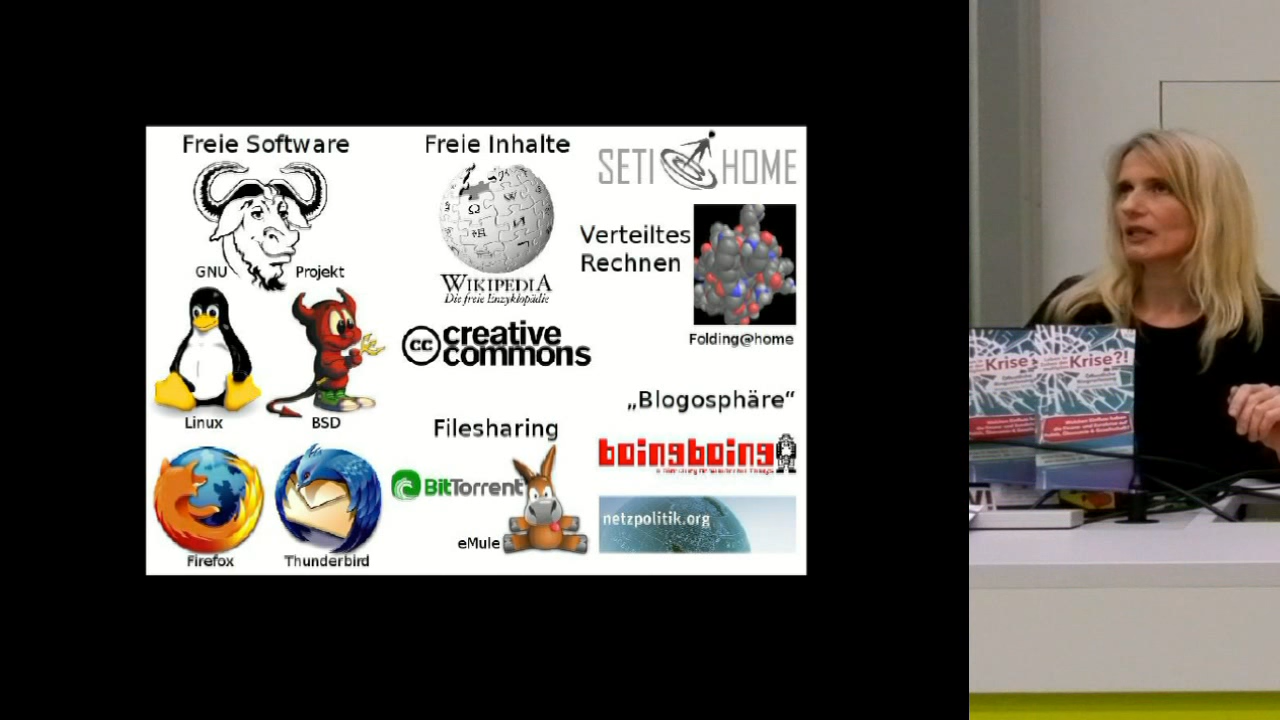 Freie Software
GNU Projekt
Linux
BSD
Firefox
Thunderbird
Freie Inhalte
Ω
WIKIPEDIA
Die freie Enzyklopädie
cc creative
commons
Filesharing
BitTorrent
eMule
SETI HOME
Verteiltes
Rechnen
Folding@home
„Blogosphäre“
boingboing
netzpolitik.org
Krise?!
Krise?!